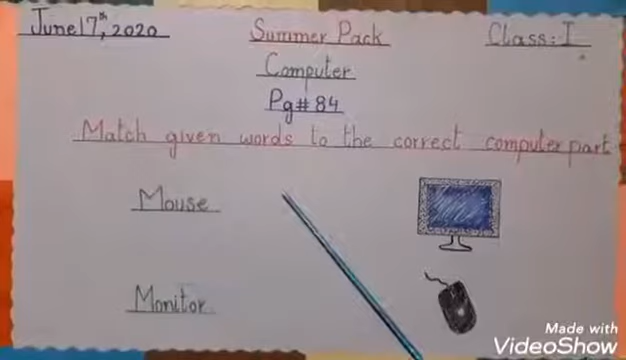 June 17th, 2020 Summer Pack Class: I
Computer
Pg# 84
Match given words to the correct computer part
Mouse
Monitor
Made with
VideoShow